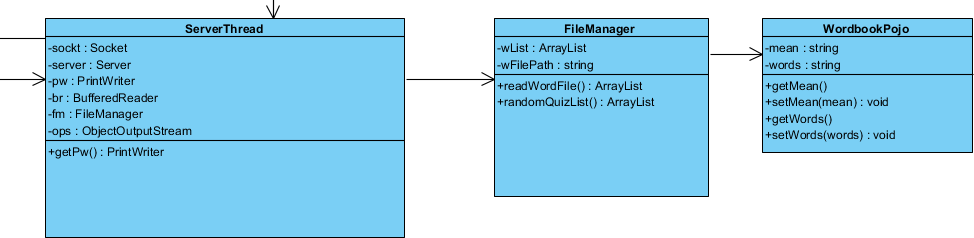 ServerThread
-sockt : Socket
-server : Server
-pw : PrintWriter
-br : BufferedReader
-fm : FileManager
-ops : ObjectOutputStream
+getPw() : PrintWriter
FileManager
-wList : ArrayList
-wFilePath : string
+readWordFile() : ArrayList
+randomQuizList() : ArrayList
WordbookPojo
-mean : string
-words : string
+getMean()
+setMean(mean) : void
+getWords()
+setWords(words) : void